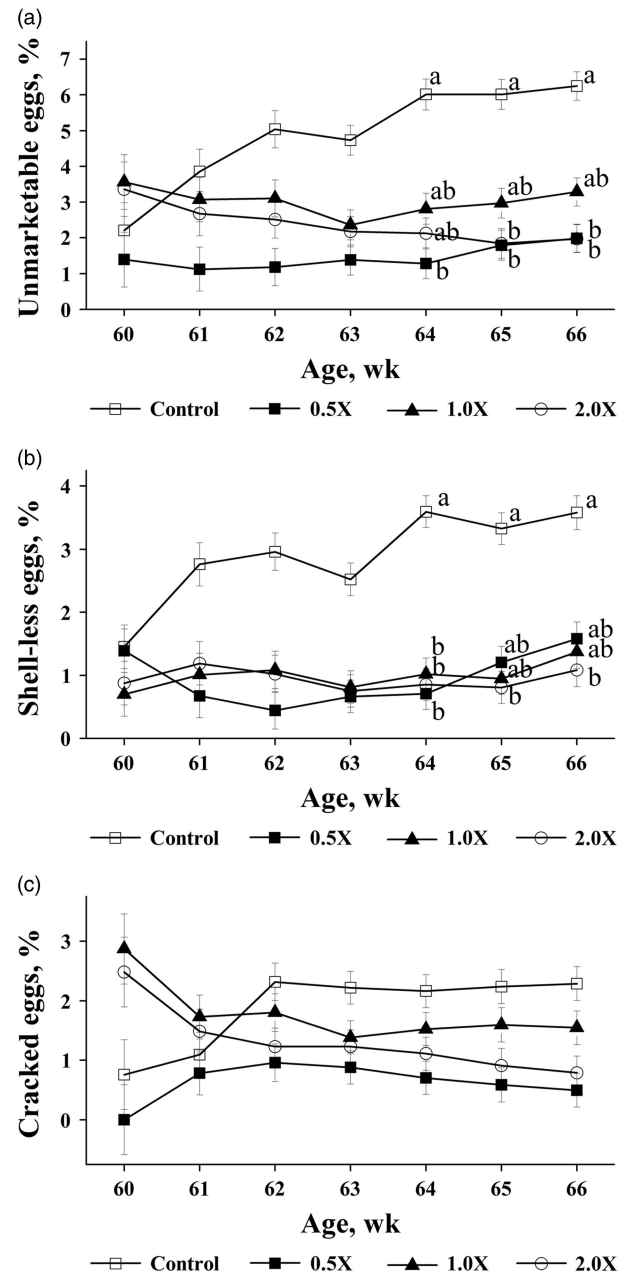 (a)
Unmarketable eggs, %
7
6
5
4
3
2
1
0
a a a
ab ab ab
ab b b
b b b
60 61 62 63 64 65 66
Age, wk
Control 0.5X 1.0X 2.0X
(b)
Shell-less eggs, %
4
3
2
1
0
a a a
b ab ab
b ab ab
b b b
60 61 62 63 64 65 66
Age, wk
Control 0.5X 1.0X 2.0X
(c)
Cracked eggs, %
3
2
1
0
60 61 62 63 64 65 66
Age, wk
Control 0.5X 1.0X 2.0X